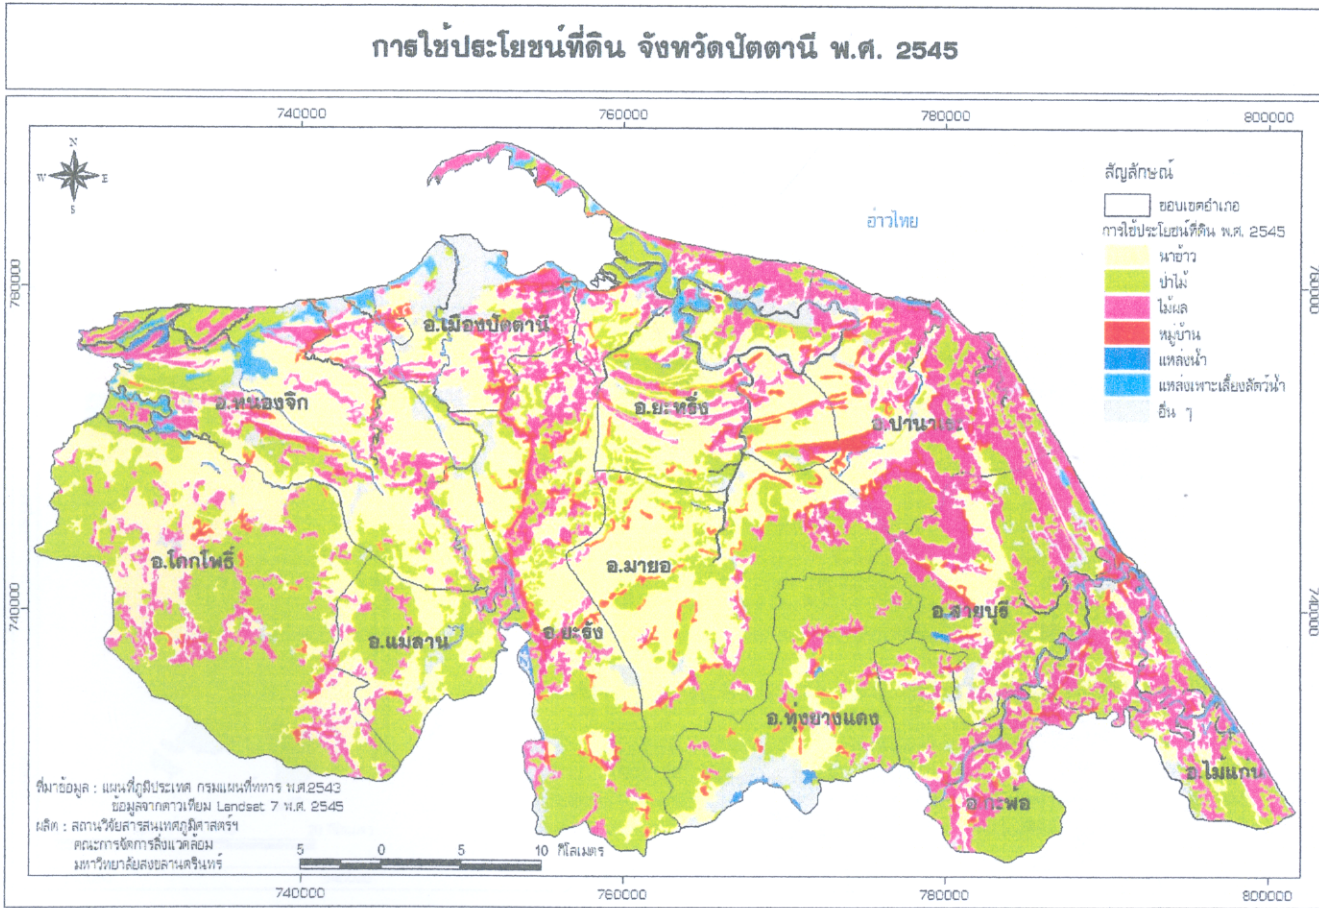 การใช้ประโยชน์ที่ดิน จังหวัดปัตตานี พ.ศ. 2545
740000
760000
780000
800000
N
W
E
S
สัญลักษณ์
ขอบเขตอำเภอ
การใช้ประโยชน์ที่ดิน พ.ศ. 2545
นาข้าว
ป่าไม้
ไม้ผล
หมู่บ้าน
แหล่งน้ำ
แหล่งเพาะเลี้ยงสัตว์น้ำ
อื่น ๆ
อ่าวไทย
760000
760000
อ.เมืองปัตตานี
อ.หนองจิก
อ.ยะหริ่ง
อ.โคกโพธิ์
อ.มายอ
อ.สายบุรี
740000
740000
อ.แม่ลาน
อ.ยะรัง
อ.ทุ่งยางแดง
อ.ไม้แก่น
อ.กะพ้อ
ที่มาข้อมูล : แผนที่ภูมิประเทศ กรมแผนที่ทหาร พ.ศ.2543
ข้อมูลจากดาวเทียม Landsat 7 พ.ศ. 2545
ผลิต : สถานวิจัยสารสนเทศภูมิศาสตร์ฯ
คณะการจัดการสิ่งแวดล้อม
มหาวิทยาลัยสงขลานครินทร์
5 0 5 10 กิโลเมตร
740000
760000
780000
800000